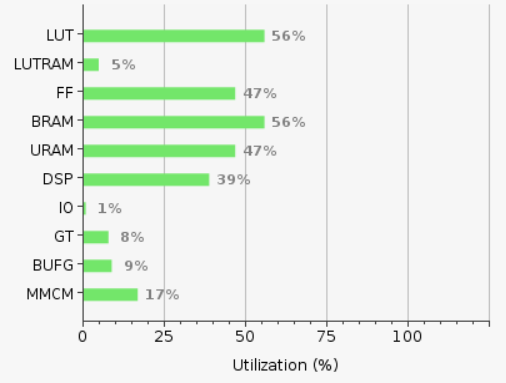 LUT 56%
LUTRAM 5%
FF 47%
BRAM 56%
URAM 47%
DSP 39%
IO 1%
GT 8%
BUFG 9%
MMCM 17%
0 25 50 75 100
Utilization (%)